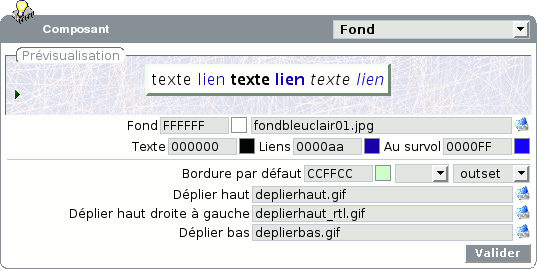 Composant Fond
Prévisualisation
texte lien texte lien texte lien
Fond FFFFFF fondbleuclair01.jpg
Texte 000000 Liens 0000aa Au survol 0000FF
Bordure par défaut CCFFCC outset
Déplier haut deplierhaut.gif
Déplier haut droite à gauche deplierhaut_rtl.gif
Déplier bas deplierbas.gif
Valider